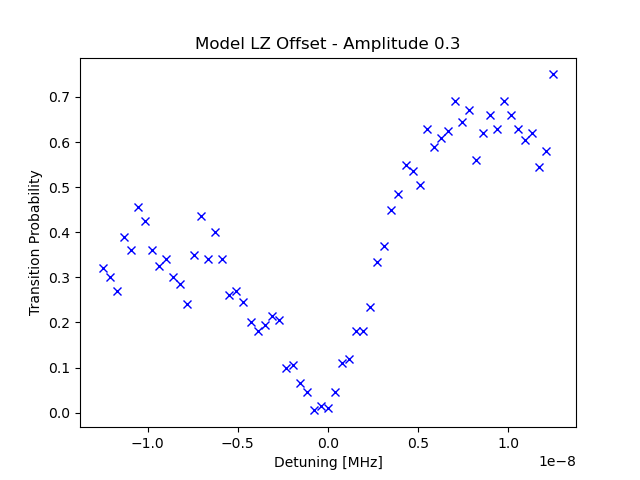 Model LZ Offset - Amplitude 0.3
Transition Probability
0.7
0.6
0.5
0.4
0.3
0.2
0.1
0.0
−1.0 −0.5 0.0 0.5 1.0
1e−8
Detuning [MHz]